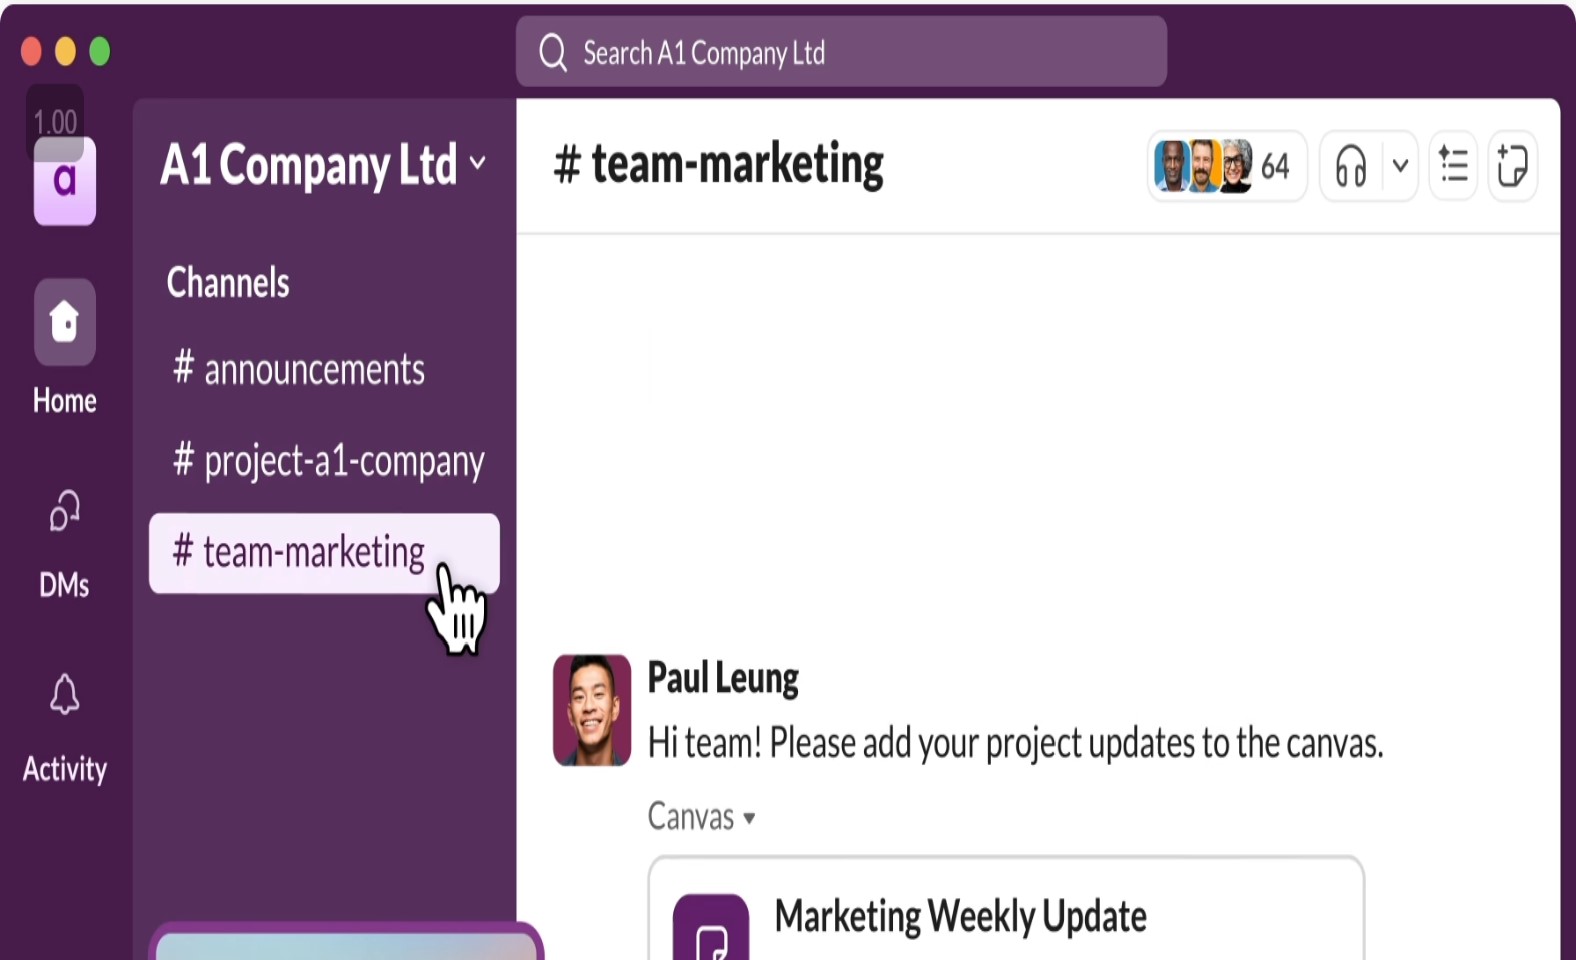 Search A1 Company Ltd
1.00
a
A1 Company Ltd
# team-marketing
64
Channels
# announcements
Home
# project-a1-company
# team-marketing
DMs
Paul Leung
Hi team! Please add your project updates to the canvas.
Activity
Canvas
Marketing Weekly Update